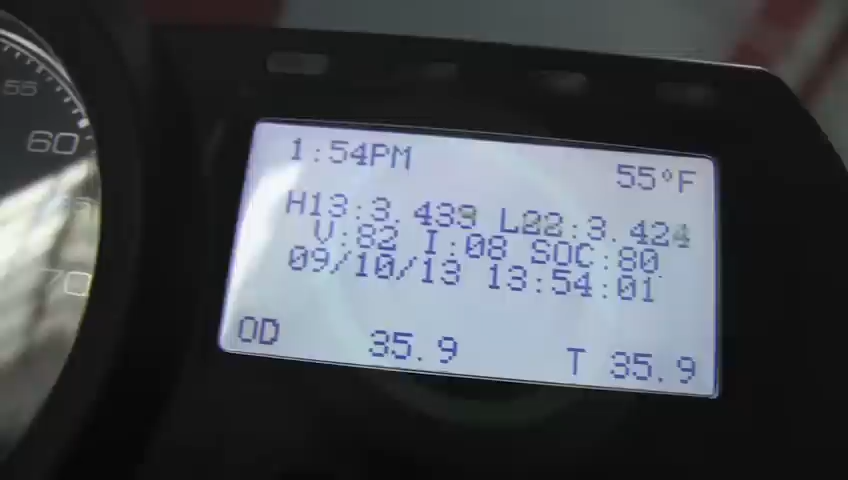 55
60
65
70
1:54PM
55°F
H13:3.439 L02:3.424
V:82 I:08 SOC:80
09/10/13 13:54:01
OD 35.9 T 35.9